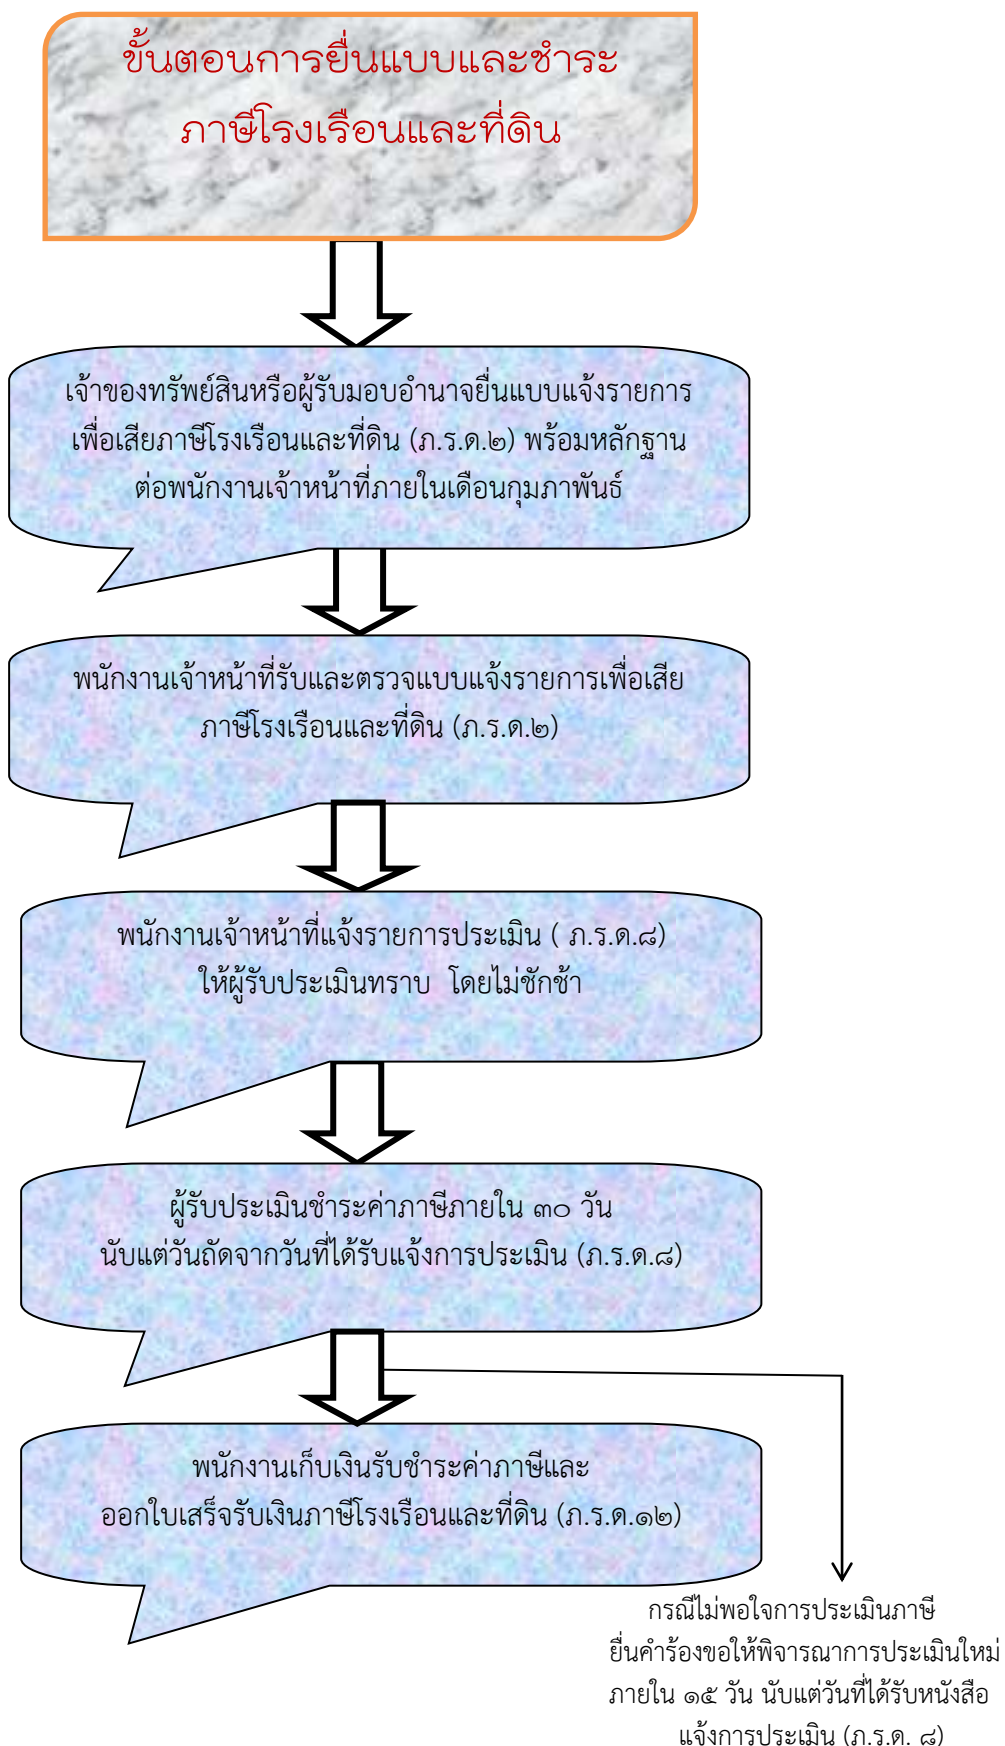 ขั้นตอนการยื่นแบบและชำระ
ภาษีโรงเรือนและที่ดิน
เจ้าของทรัพย์สินหรือผู้รับมอบอำนาจยื่นแบบแจ้งรายการ
เพื่อเสียภาษีโรงเรือนและที่ดิน (ภ.ร.ด.๒) พร้อมหลักฐาน
ต่อพนักงานเจ้าหน้าที่ภายในเดือนกุมภาพันธ์
พนักงานเจ้าหน้าที่รับและตรวจแบบแจ้งรายการเพื่อเสีย
ภาษีโรงเรือนและที่ดิน (ภ.ร.ด.๒)
พนักงานเจ้าหน้าที่แจ้งรายการประเมิน ( ภ.ร.ด.๘)
ให้ผู้รับประเมินทราบ  โดยไม่ชักช้า
ผู้รับประเมินชำระค่าภาษีภายใน ๓๐ วัน
นับแต่วันถัดจากวันที่ได้รับแจ้งการประเมิน (ภ.ร.ด.๘)
พนักงานเก็บเงินรับชำระค่าภาษีและ
ออกใบเสร็จรับเงินภาษีโรงเรือนและที่ดิน (ภ.ร.ด.๑๒)
กรณีไม่พอใจการประเมินภาษี
ยื่นคำร้องขอให้พิจารณาการประเมินใหม่
ภายใน ๑๕ วัน นับแต่วันที่ได้รับหนังสือ
แจ้งการประเมิน (ภ.ร.ด. ๘)